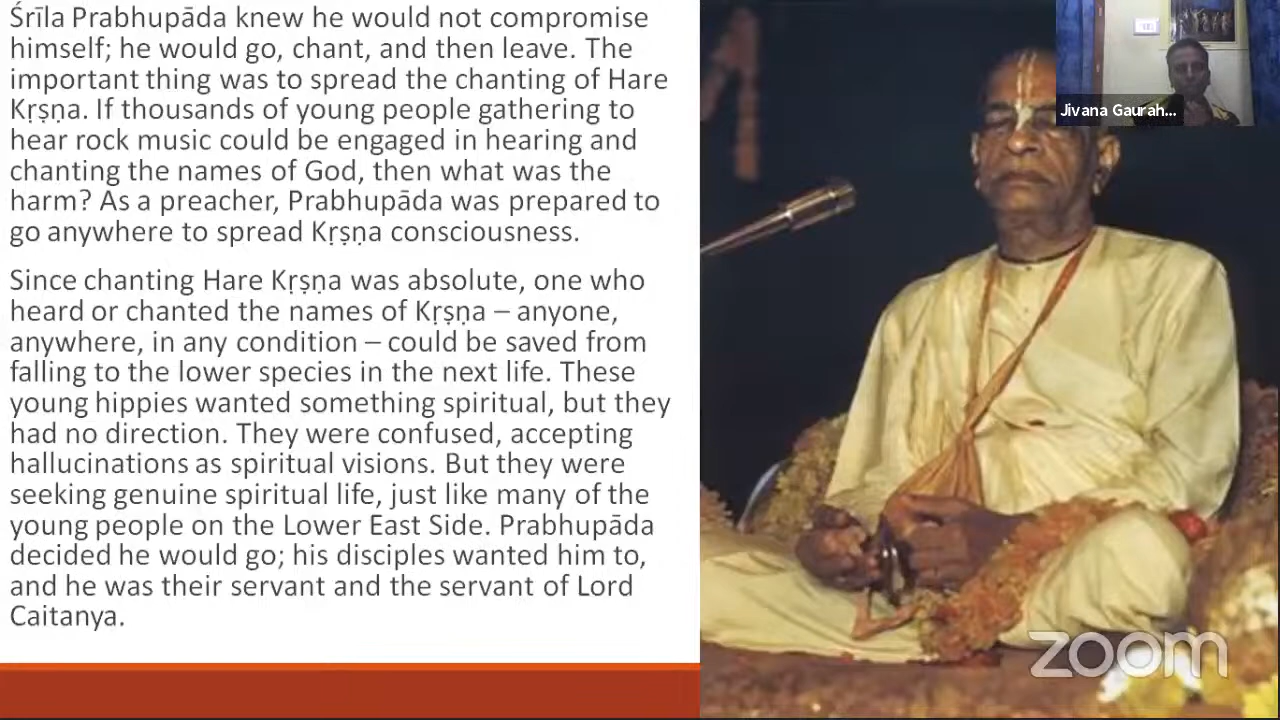 Śrīla Prabhupāda knew he would not compromise
himself; he would go, chant, and then leave. The
important thing was to spread the chanting of Hare
Kṛṣṇa. If thousands of young people gathering to
hear rock music could be engaged in hearing and
chanting the names of God, then what was the
harm? As a preacher, Prabhupāda was prepared to
go anywhere to spread Kṛṣṇa consciousness.
Since chanting Hare Kṛṣṇa was absolute, one who
heard or chanted the names of Kṛṣṇa – anyone,
anywhere, in any condition – could be saved from
falling to the lower species in the next life. These
young hippies wanted something spiritual, but they
had no direction. They were confused, accepting
hallucinations as spiritual visions. But they were
seeking genuine spiritual life, just like many of the
young people on the Lower East Side. Prabhupāda
decided he would go; his disciples wanted him to,
and he was their servant and the servant of Lord
Caitanya.
Jivana Gaurah...
zoom